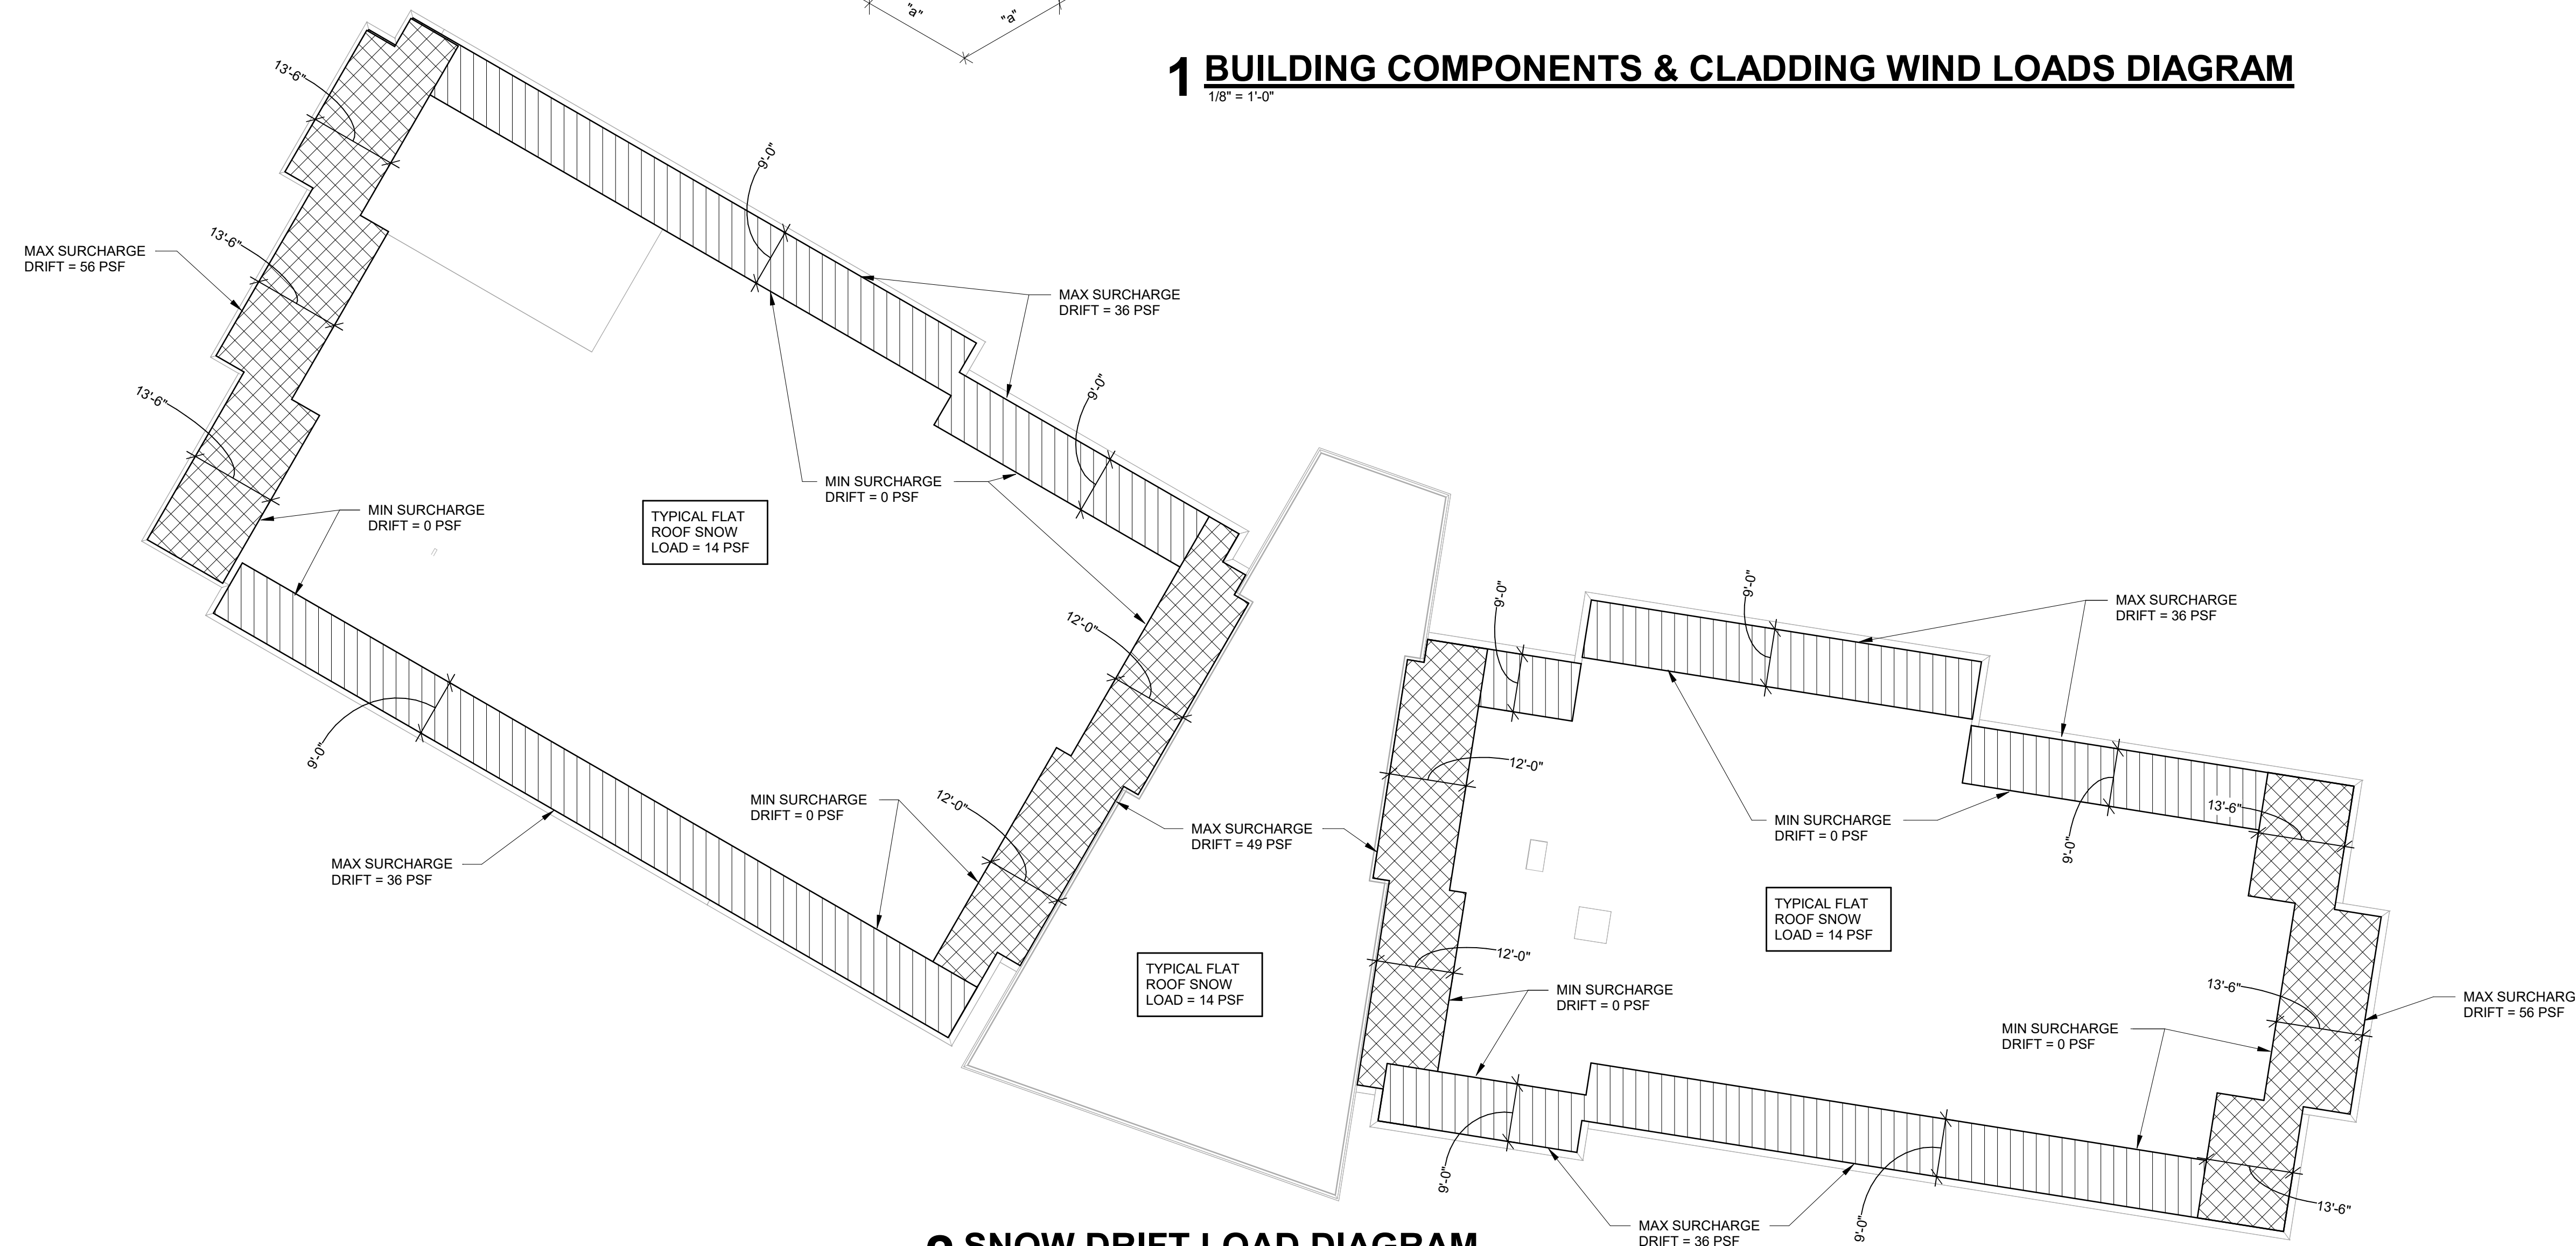 "a"
"a"
1 BUILDING COMPONENTS & CLADDING WIND LOADS DIAGRAM
1/8" = 1'-0"
13'-6"
9'-0"
13'-6"
MAX SURCHARGE
DRIFT = 56 PSF
MAX SURCHARGE
DRIFT = 36 PSF
9'-0"
13'-6"
MIN SURCHARGE
DRIFT = 0 PSF
MIN SURCHARGE
DRIFT = 0 PSF
TYPICAL FLAT
ROOF SNOW
LOAD = 14 PSF
12'-0"
9'-0"
9'-0"
MAX SURCHARGE
DRIFT = 36 PSF
9'-0"
12'-0"
MIN SURCHARGE
DRIFT = 0 PSF
12'-0"
MAX SURCHARGE
DRIFT = 49 PSF
MIN SURCHARGE
DRIFT = 0 PSF
13'-6"
9'-0"
MAX SURCHARGE
DRIFT = 36 PSF
TYPICAL FLAT
ROOF SNOW
LOAD = 14 PSF
TYPICAL FLAT
ROOF SNOW
LOAD = 14 PSF
12'-0"
MIN SURCHARGE
DRIFT = 0 PSF
13'-6"
MAX SURCHARG
DRIFT = 56 PSF
MIN SURCHARGE
DRIFT = 0 PSF
9'-0"
9'-0"
13'-6"
MAX SURCHARGE
DRIFT = 36 PSF
SNOW DRIFT LOAD DIAGRAM